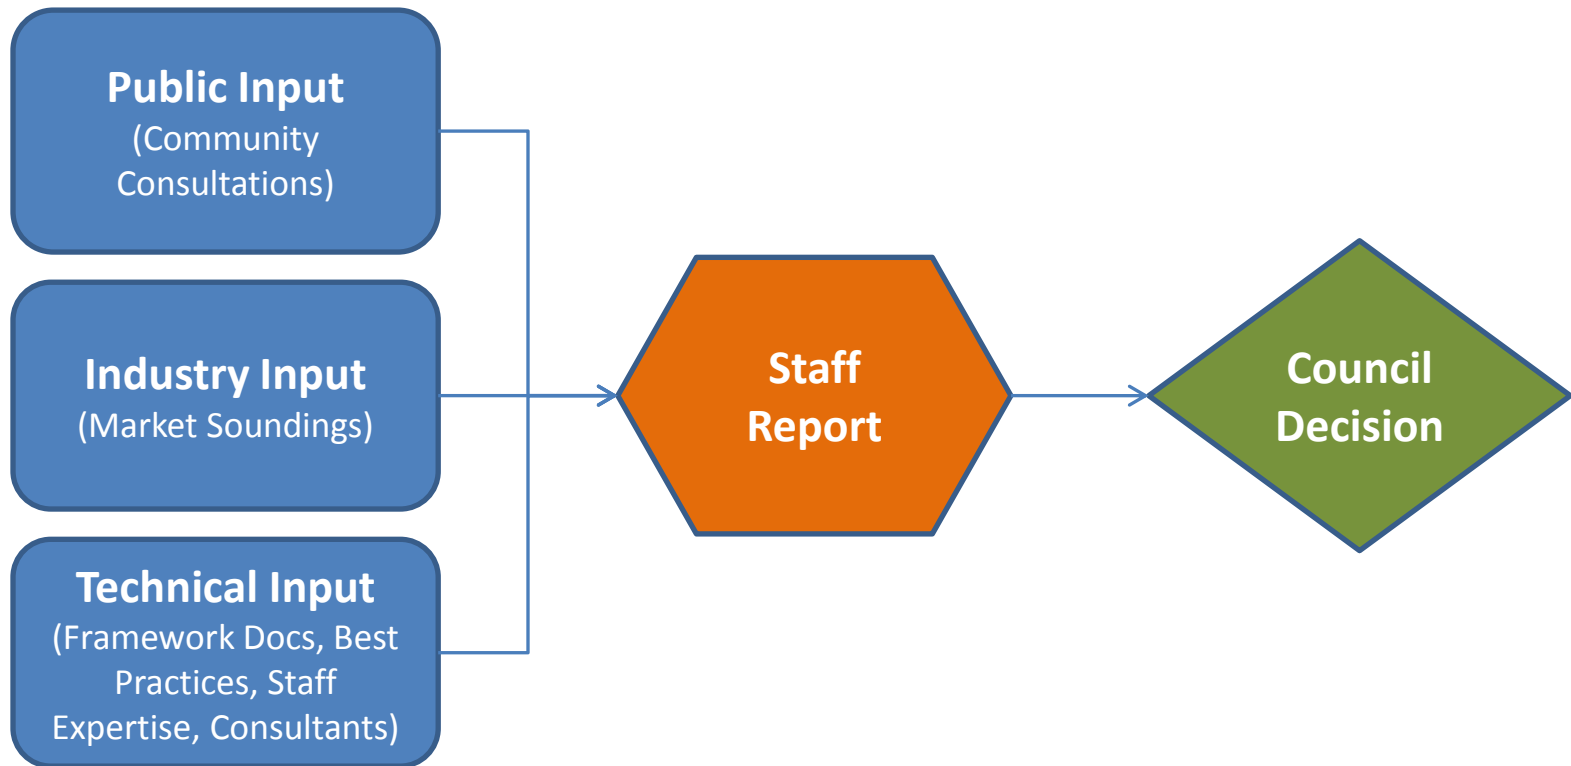 Public Input
(Community
Consultations)
Industry Input
(Market Soundings)
Technical Input
(Framework Docs, Best
Practices, Staff
Expertise, Consultants)
Staff
Report
Council
Decision